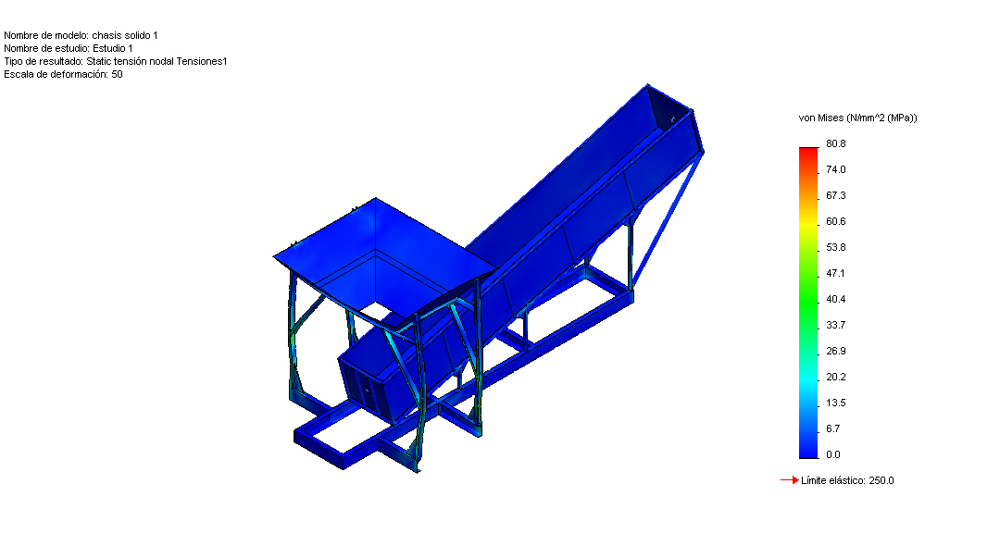 Nombre de modelo: chasis solido 1
Nombre de estudio: Estudio 1
Tipo de resultado: Static tensión nodal Tensiones1
Escala de deformación: 50
von Mises (N/mm^2 (MPa))
80.8
74.0
67.3
60.6
53.8
47.1
40.4
33.7
26.9
20.2
13.5
6.7
0.0
Límite elástico: 250.0